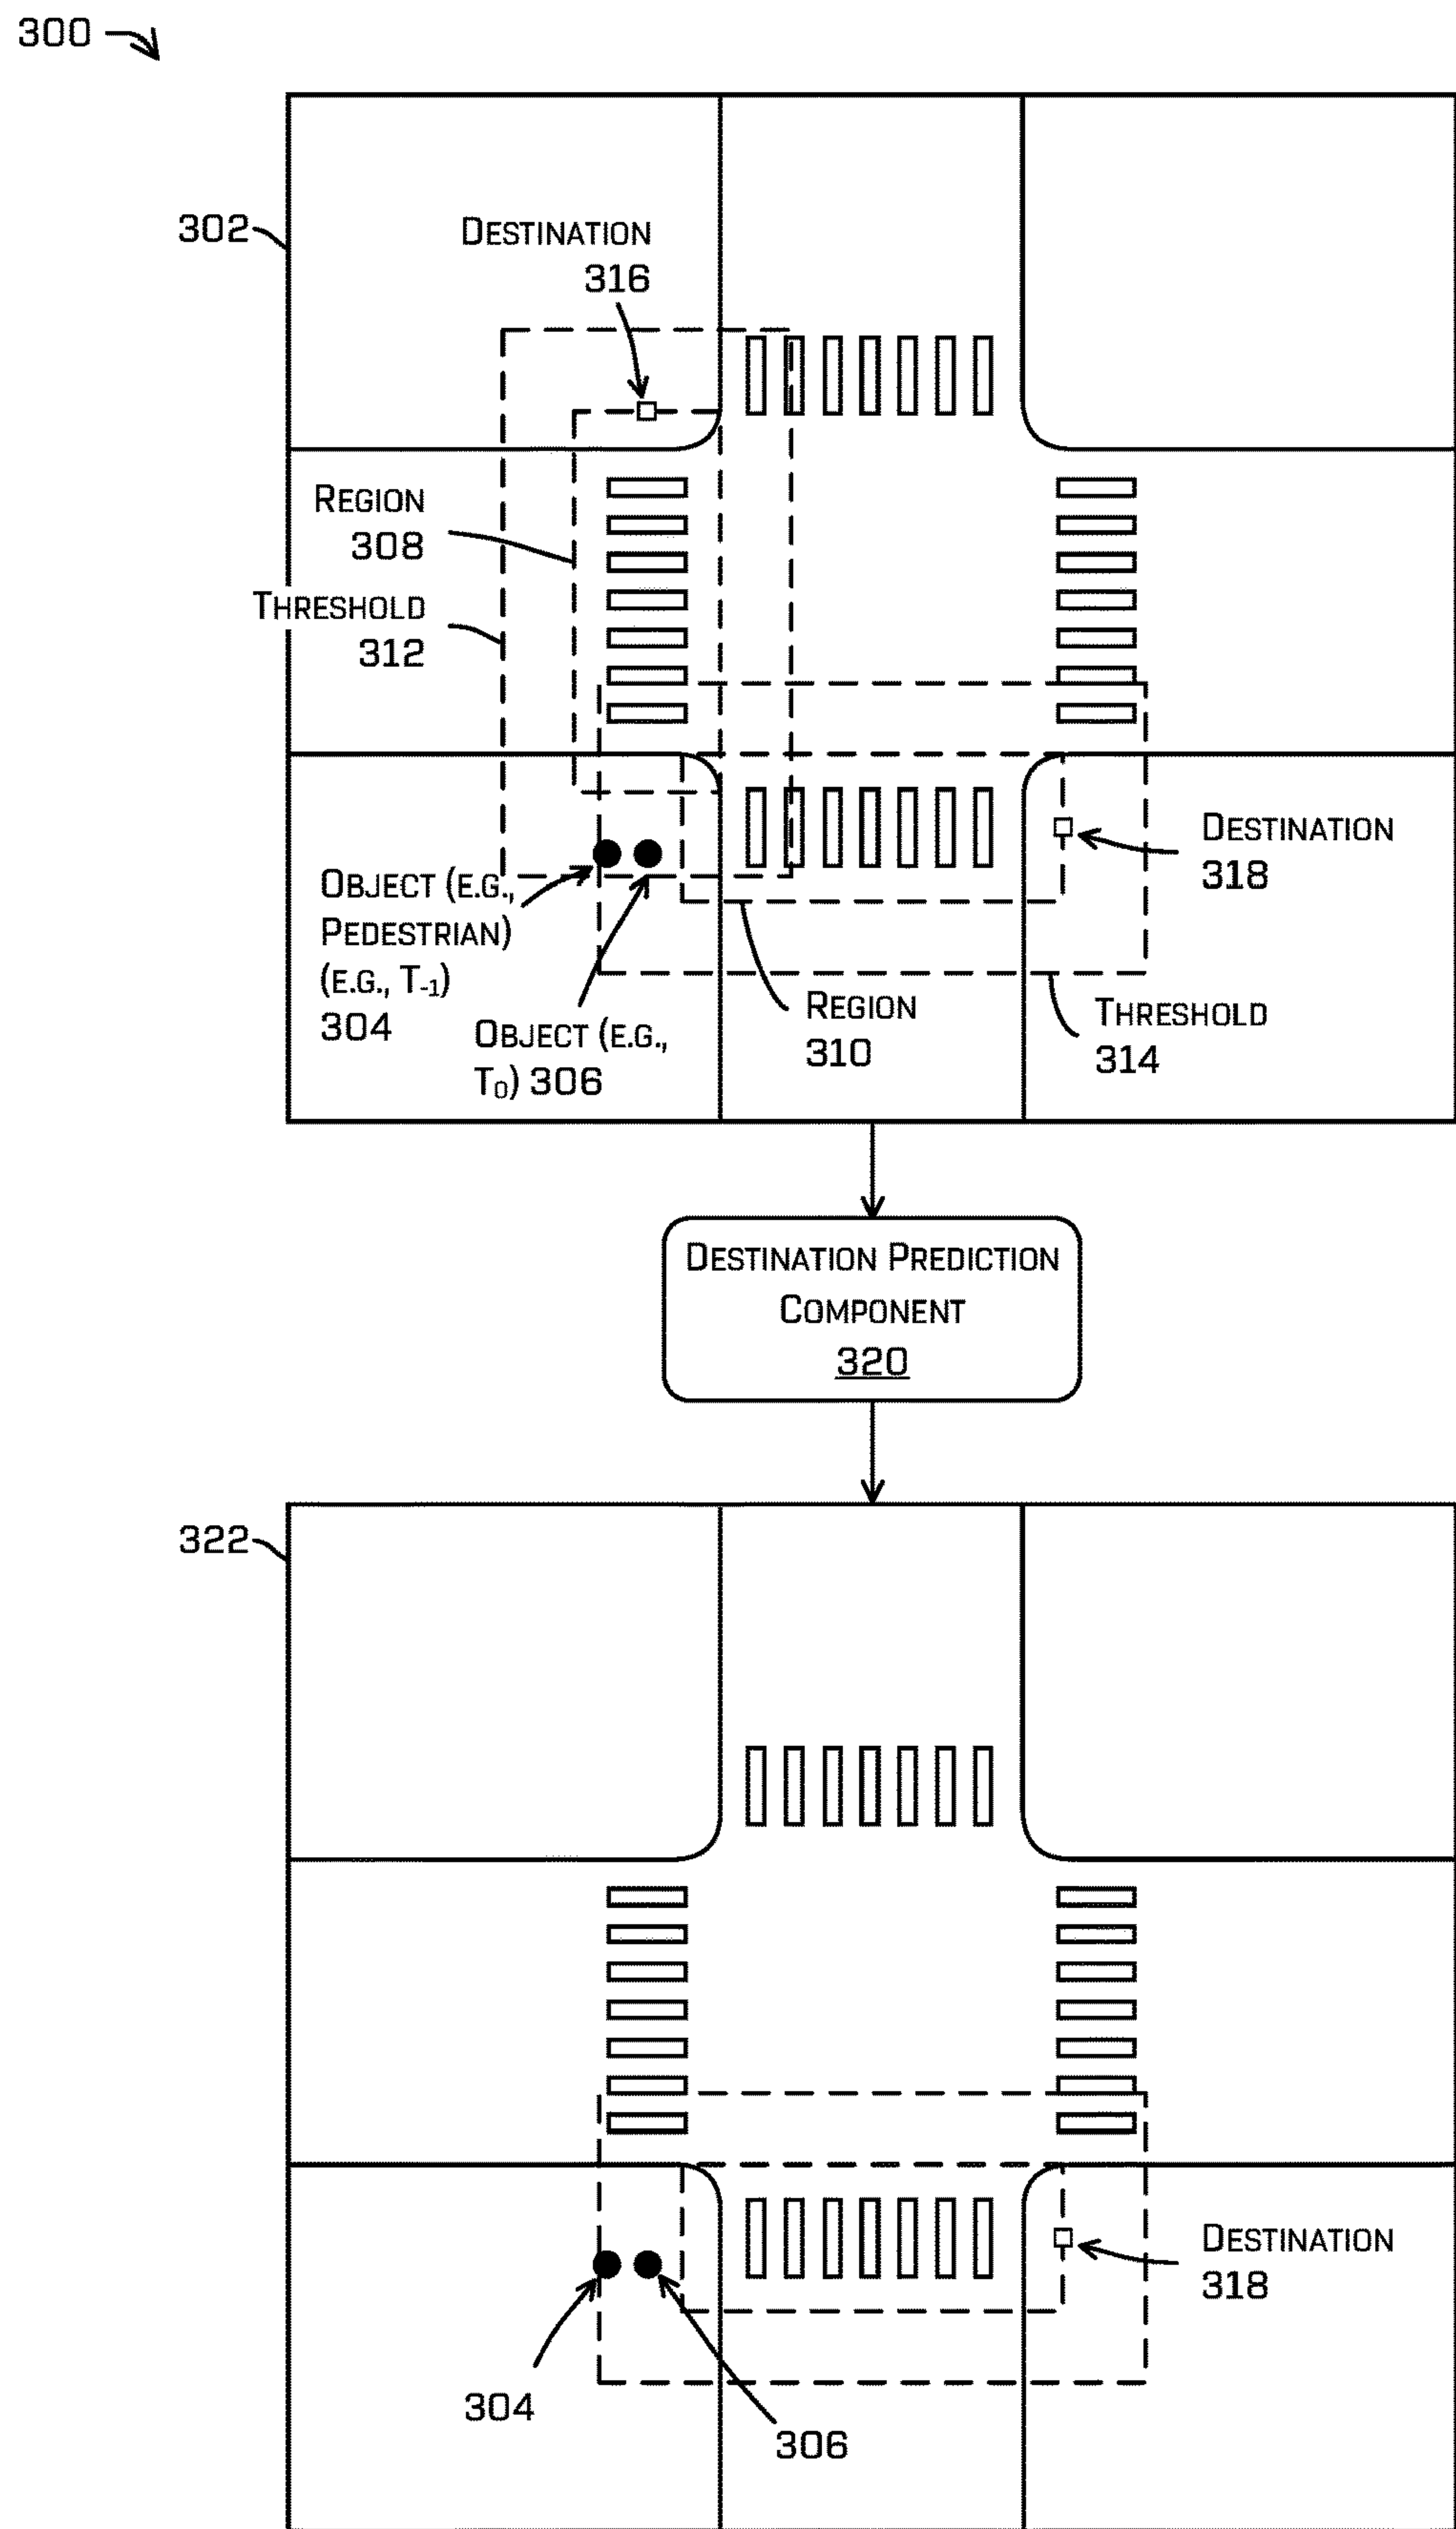 300
302
DESTINATION
316
REGION
308
THRESHOLD
312
OBJECT (E.G.,
PEDESTRIAN)
(E.G., T-1)
304
OBJECT (E.G.,
T0) 306
REGION
310
THRESHOLD
314
DESTINATION
318
DESTINATION PREDICTION
COMPONENT
320
322
DESTINATION
318
304
306